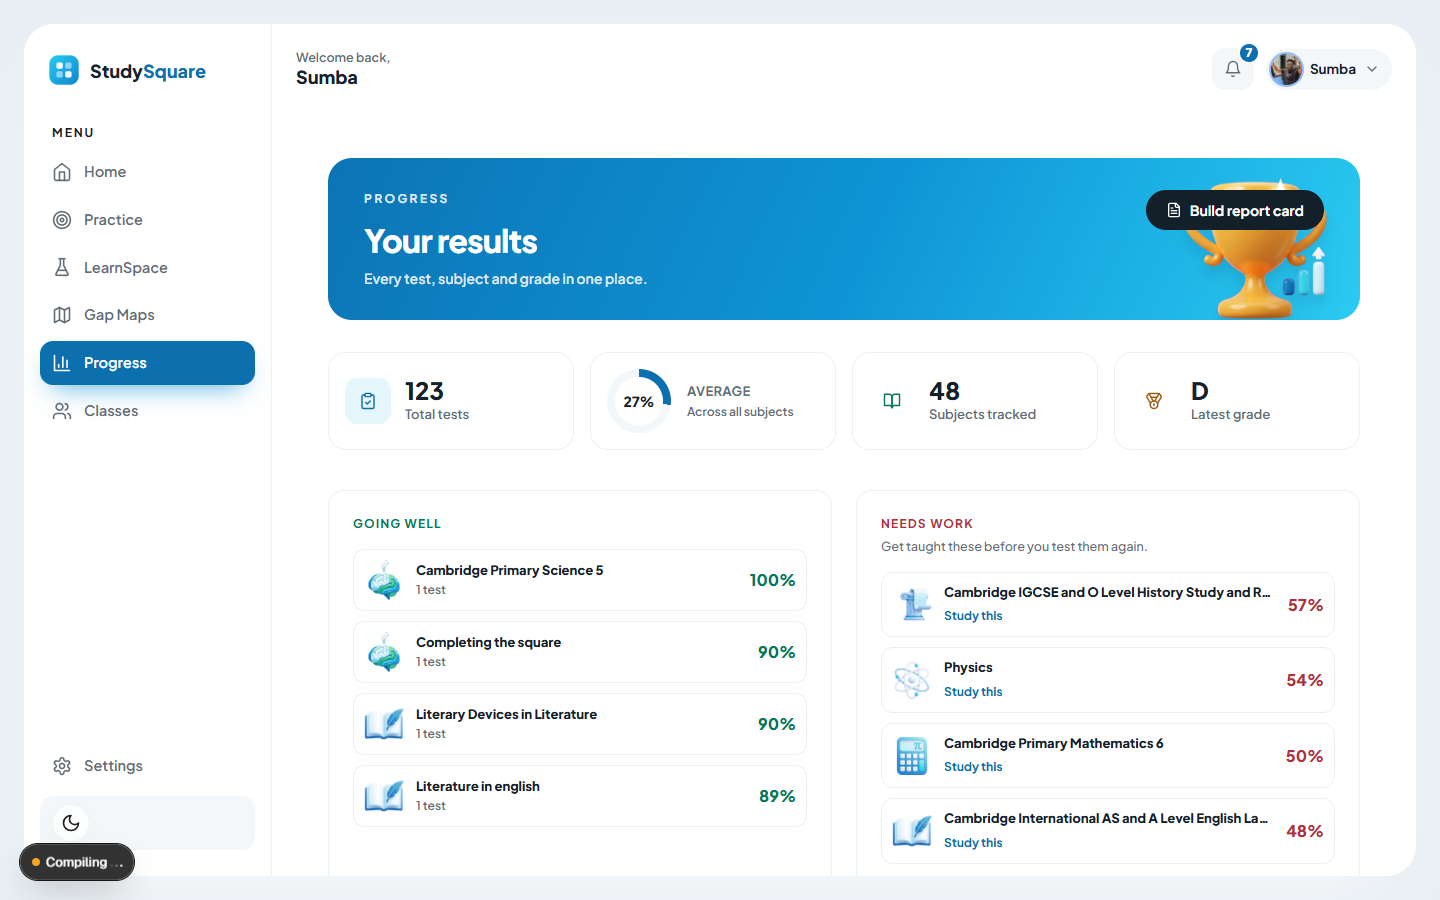 StudySquare
MENU
Home
Practice
LearnSpace
Gap Maps
Progress
Classes
Settings
Compiling ...
Welcome back,
Sumba
7
Sumba
PROGRESS
Your results
Every test, subject and grade in one place.
Build report card
123
Total tests
27%
AVERAGE
Across all subjects
48
Subjects tracked
D
Latest grade
GOING WELL
Cambridge Primary Science 5
1 test
100%
Completing the square
1 test
90%
Literary Devices in Literature
1 test
90%
Literature in english
1 test
89%
NEEDS WORK
Get taught these before you test them again.
Cambridge IGCSE and O Level History Study and R...
Study this
57%
Physics
Study this
54%
Cambridge Primary Mathematics 6
Study this
50%
Cambridge International AS and A Level English La...
Study this
48%